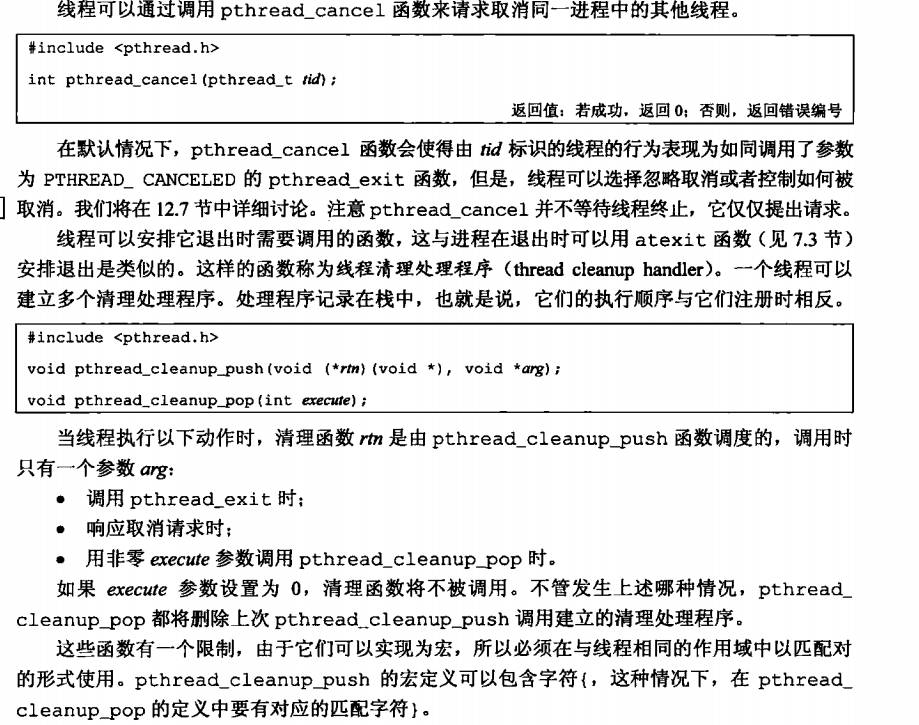 线程可以通过调用 pthread_cancel 函数来请求取消同一进程中的其他线程。
#include <pthread.h>
int pthread_cancel(pthread_t tid);
返回值：若成功，返回 0；否则，返回错误编号
在默认情况下，pthread_cancel 函数会使得由 tid 标识的线程的行为表现为如同调用了参数
为 PTHREAD_ CANCELED 的 pthread_exit 函数，但是，线程可以选择忽略取消或者控制如何被
取消。我们将在 12.7 节中详细讨论。注意 pthread_cancel 并不等待线程终止，它仅仅提出请求。
线程可以安排它退出时需要调用的函数，这与进程在退出时可以用 atexit 函数（见 7.3 节）
安排退出是类似的。这样的函数称为线程清理处理程序（thread cleanup handler）。一个线程可以
建立多个清理处理程序。处理程序记录在栈中，也就是说，它们的执行顺序与它们注册时相反。
#include <pthread.h>
void pthread_cleanup_push(void (*rtn)(void *), void *arg);
void pthread_cleanup_pop(int execute);
当线程执行以下动作时，清理函数 rtn 是由 pthread_cleanup_push 函数调度的，调用时
只有一个参数 arg：
• 调用 pthread_exit 时；
• 响应取消请求时；
• 用非零 execute 参数调用 pthread_cleanup_pop 时。
如果 execute 参数设置为 0，清理函数将不被调用。不管发生上述哪种情况，pthread_
cleanup_pop 都将删除上次 pthread_cleanup_push 调用建立的清理处理程序。
这些函数有一个限制，由于它们可以实现为宏，所以必须在与线程相同的作用域中以匹配对
的形式使用。pthread_cleanup_push 的宏定义可以包含字符{，这种情况下，在 pthread_
cleanup_pop 的定义中要有对应的匹配字符}。